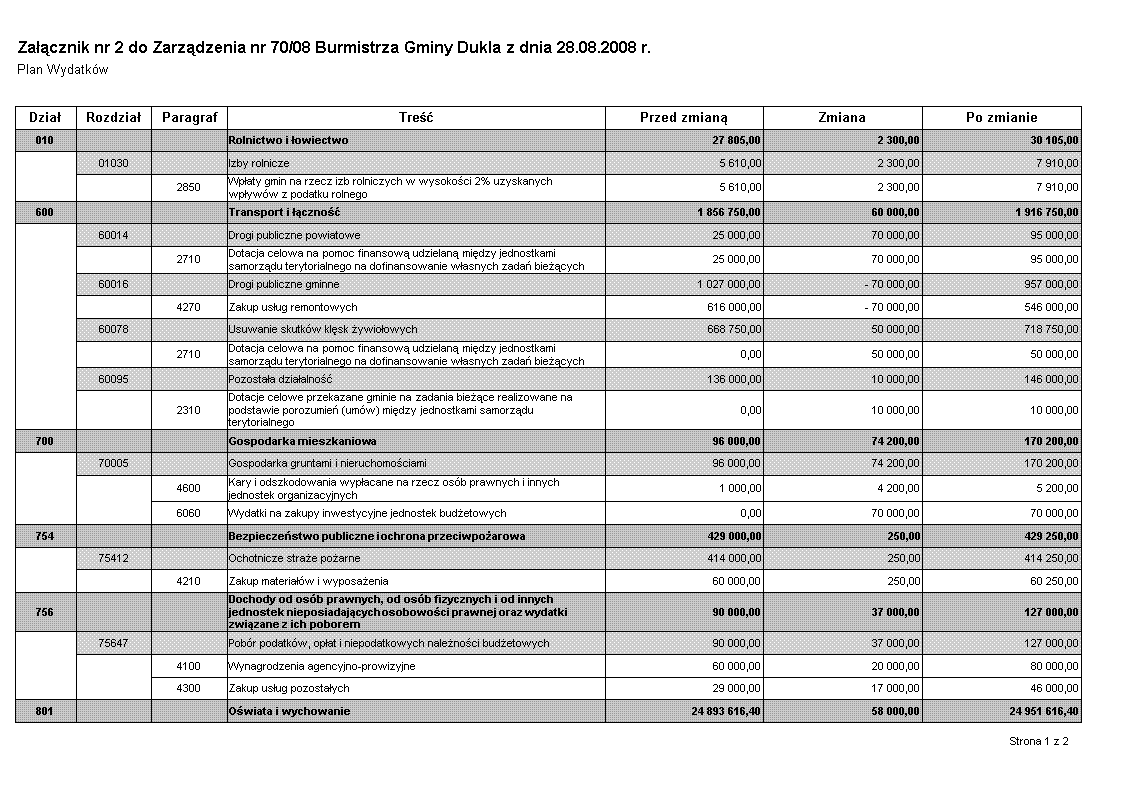 Załącznik nr 2 do Zarządzenia nr 70/08 Burmistrza Gminy Dukla z dnia 28.08.2008 r.
Plan Wydatków
Dział Rozdział Paragraf Treść Przed zmianą Zmiana Po zmianie
010 Rolnictwo i łowiectwo 27 805,00 2 300,00 30 105,00
01030 Izby rolnicze 5 610,00 2 300,00 7 910,00
2850 Wpłaty gmin na rzecz izb rolniczych w wysokości 2% uzyskanych
wpływów z podatku rolnego 5 610,00 2 300,00 7 910,00
600 Transport i łączność 1 856 750,00 60 000,00 1 916 750,00
60014 Drogi publiczne powiatowe 25 000,00 70 000,00 95 000,00
2710 Dotacja celowa na pomoc finansową udzielaną między jednostkami
samorządu terytorialnego na dofinansowanie własnych zadań bieżących 25 000,00 70 000,00 95 000,00
60016 Drogi publiczne gminne 1 027 000,00 - 70 000,00 957 000,00
4270 Zakup usług remontowych 616 000,00 - 70 000,00 546 000,00
60078 Usuwanie skutków klęsk żywiołowych 668 750,00 50 000,00 718 750,00
2710 Dotacja celowa na pomoc finansową udzielaną między jednostkami
samorządu terytorialnego na dofinansowanie własnych zadań bieżących 0,00 50 000,00 50 000,00
60095 Pozostała działalność 136 000,00 10 000,00 146 000,00
Dotacje celowe przekazane gminie na zadania bieżące realizowane na
2310 podstawie porozumień (umów) między jednostkami samorządu 0,00 10 000,00 10 000,00
terytorialnego
700 Gospodarka mieszkaniowa 96 000,00 74 200,00 170 200,00
70005 Gospodarka gruntami i nieruchomościami 96 000,00 74 200,00 170 200,00
4600 Kary i odszkodowania wypłacane na rzecz osób prawnych i innych
jednostek organizacyjnych 1 000,00 4 200,00 5 200,00
6060 Wydatki na zakupy inwestycyjne jednostek budżetowych 0,00 70 000,00 70 000,00
754 Bezpieczeństwo publiczne i ochrona przeciwpożarowa 429 000,00 250,00 429 250,00
75412 Ochotnicze straże pożarne 414 000,00 250,00 414 250,00
4210 Zakup materiałów i wyposażenia 60 000,00 250,00 60 250,00
Dochody od osób prawnych, od osób fizycznych i od innych
756 jednostek nieposiadających osobowości prawnej oraz wydatki 90 000,00 37 000,00 127 000,00
związane z ich poborem
75647 Pobór podatków, opłat i niepodatkowych należności budżetowych 90 000,00 37 000,00 127 000,00
4100 Wynagrodzenia agencyjno-prowizyjne 60 000,00 20 000,00 80 000,00
4300 Zakup usług pozostałych 29 000,00 17 000,00 46 000,00
801 Oświata i wychowanie 24 893 616,40 58 000,00 24 951 616,40
Strona 1 z 2